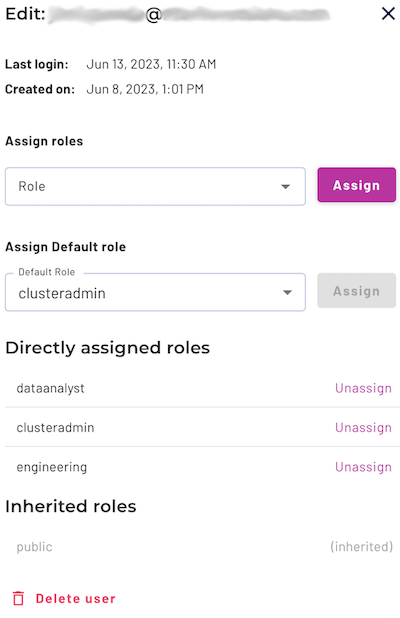 Edit: @
Last login: Jun 13, 2023, 11:30 AM
Created on: Jun 8, 2023, 1:01 PM
Assign roles
Role Assign
Assign Default role
Default Role
clusteradmin Assign
Directly assigned roles
dataanalyst Unassign
clusteradmin Unassign
engineering Unassign
Inherited roles
public (inherited)
Delete user